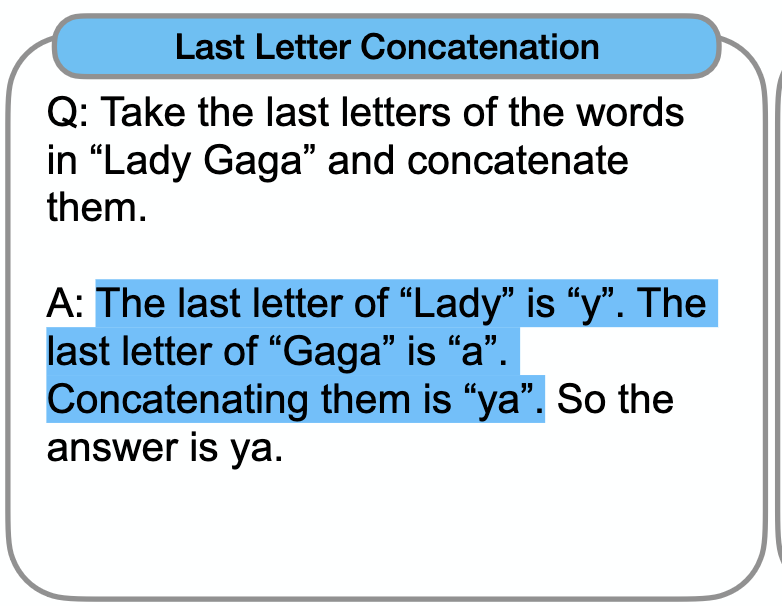 Last Letter Concatenation
Q: Take the last letters of the words
in “Lady Gaga” and concatenate
them.
A: The last letter of “Lady” is “y”. The
last letter of “Gaga” is “a”.
Concatenating them is “ya”. So the
answer is ya.